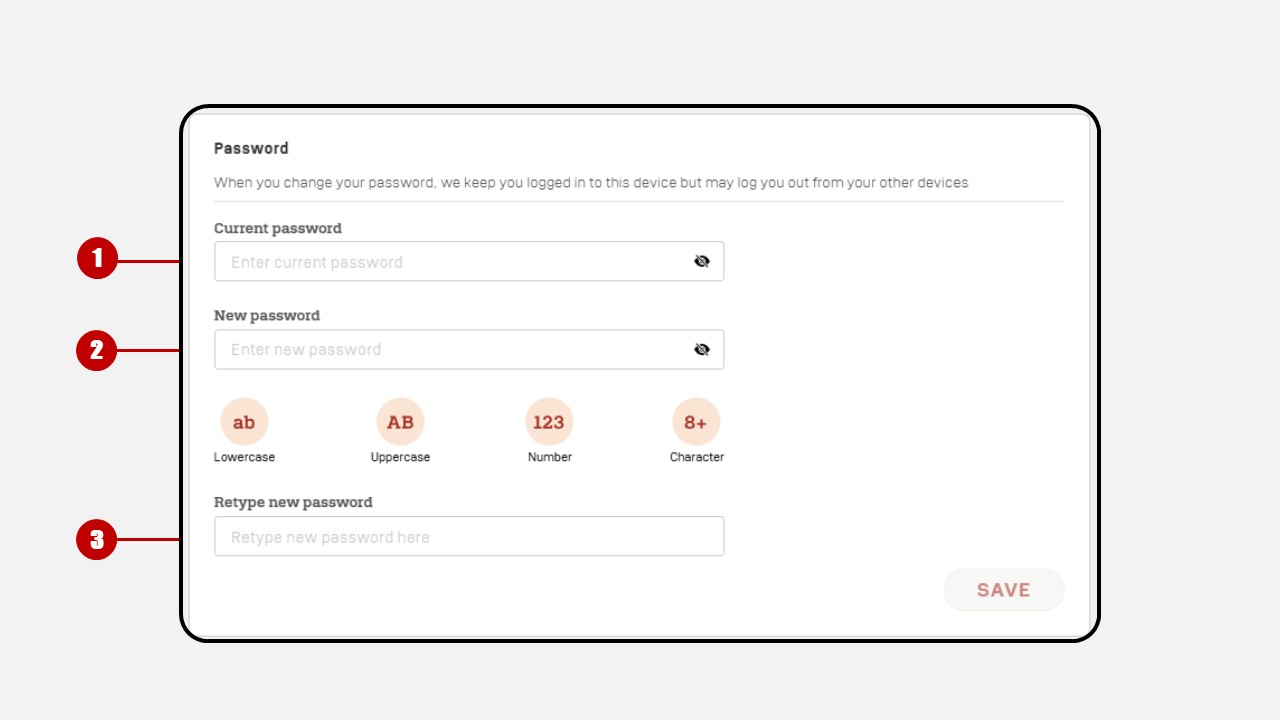 Password
When you change your password, we keep you logged in to this device but may log you out from your other devices
Current password
1
Enter current password
New password
2
Enter new password
ab AB 123 8+
Lowercase Uppercase Number Character
Retype new password
3
Retype new password here
SAVE